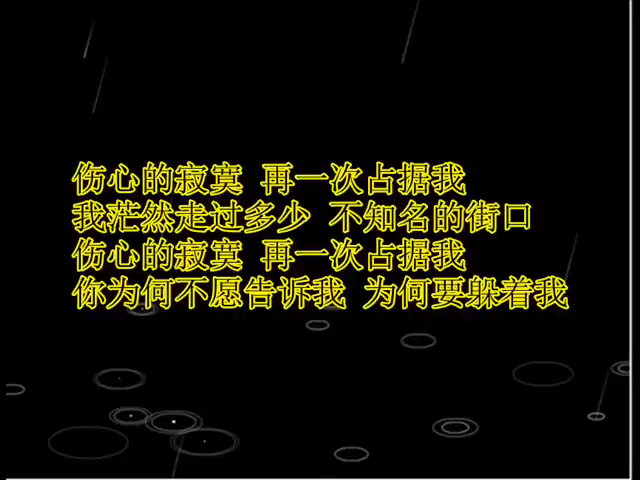 伤心的寂寞 再一次占据我
我茫然走过多少 不知名的街口
伤心的寂寞 再一次占据我
你为何不愿告诉我 为何要躲着我